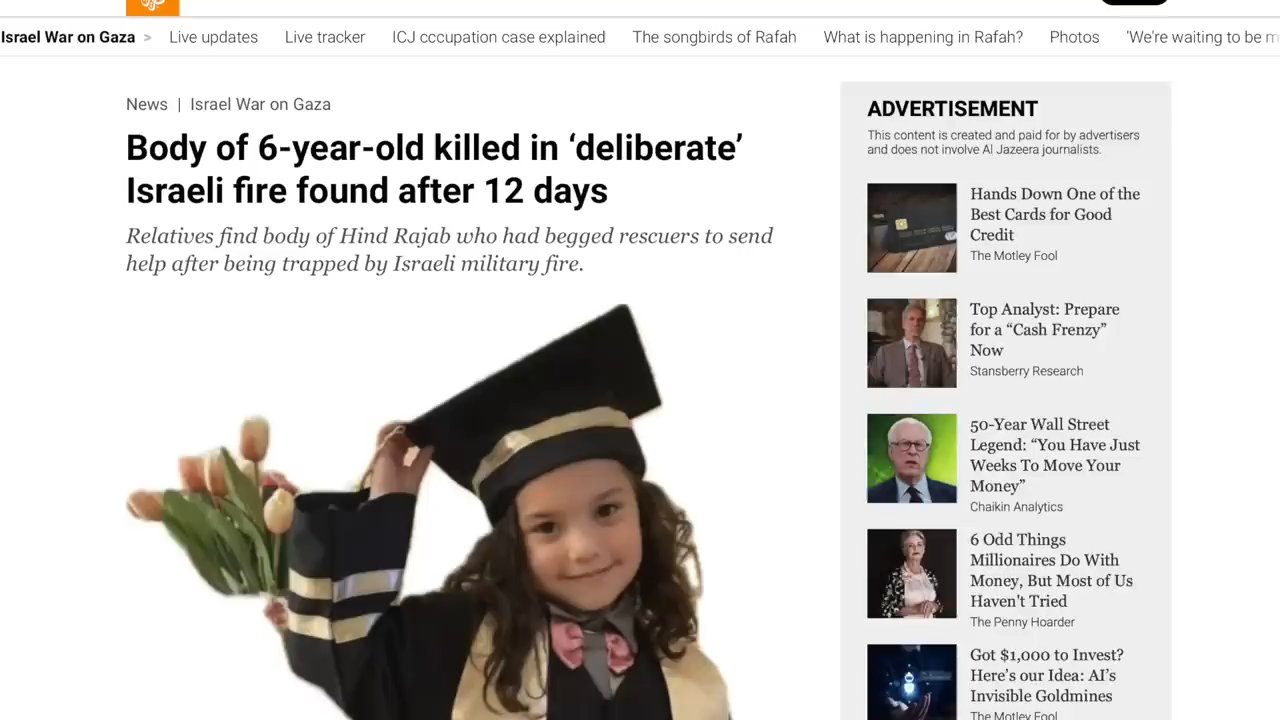 Israel War on Gaza > Live updates Live tracker ICJ cccupation case explained The songbirds of Rafah What is happening in Rafah? Photos 'We're waiting to be m
News | Israel War on Gaza
Body of 6-year-old killed in ‘deliberate’
Israeli fire found after 12 days
Relatives find body of Hind Rajab who had begged rescuers to send
help after being trapped by Israeli military fire.
ADVERTISEMENT
This content is created and paid for by advertisers
and does not involve Al Jazeera journalists.
Hands Down One of the
Best Cards for Good
Credit
The Motley Fool
Top Analyst: Prepare
for a “Cash Frenzy”
Now
Stansberry Research
50-Year Wall Street
Legend: “You Have Just
Weeks To Move Your
Money”
Chaikin Analytics
6 Odd Things
Millionaires Do With
Money, But Most of Us
Haven't Tried
The Penny Hoarder
Got $1,000 to Invest?
Here’s our Idea: AI’s
Invisible Goldmines
The Motley Fool